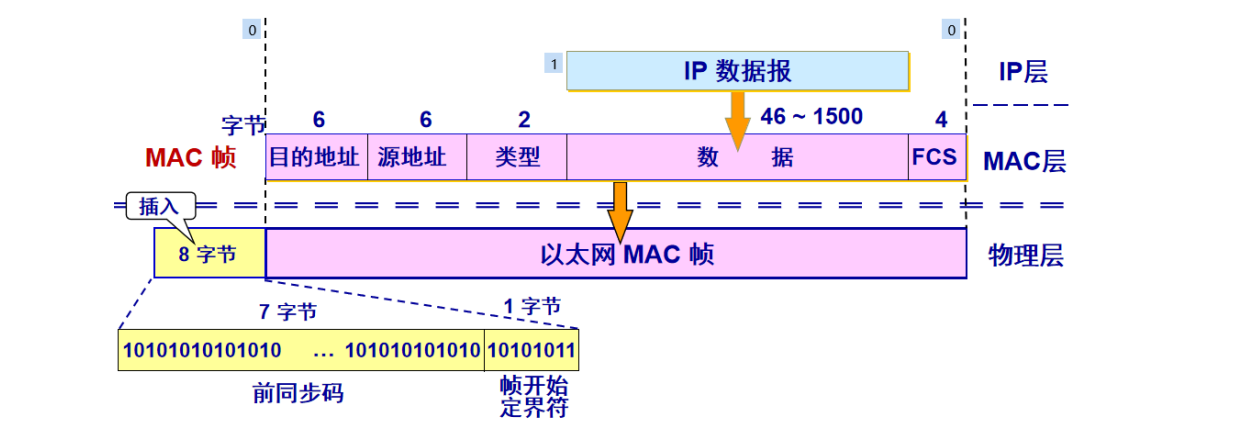 0
0
1
IP 数据报
IP层
字节
6
6
2
46 ~ 1500
4
MAC 帧
目的地址
源地址
类型
数 据
FCS
MAC层
插入
8 字节
以太网 MAC 帧
物理层
7 字节
1 字节
10101010101010 … 101010101010
10101011
前同步码
帧开始
定界符